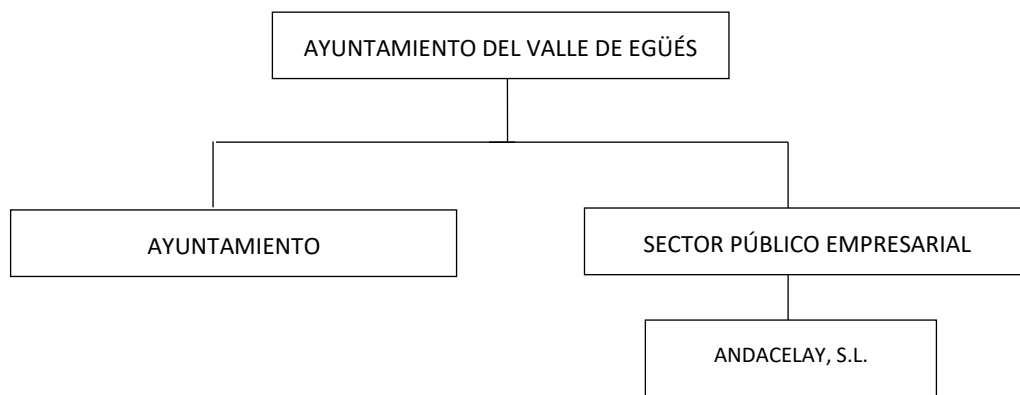 AYUNTAMIENTO DEL VALLE DE EGÜÉS
AYUNTAMIENTO
SECTOR PÚBLICO EMPRESARIAL
ANDACELAY, S.L.